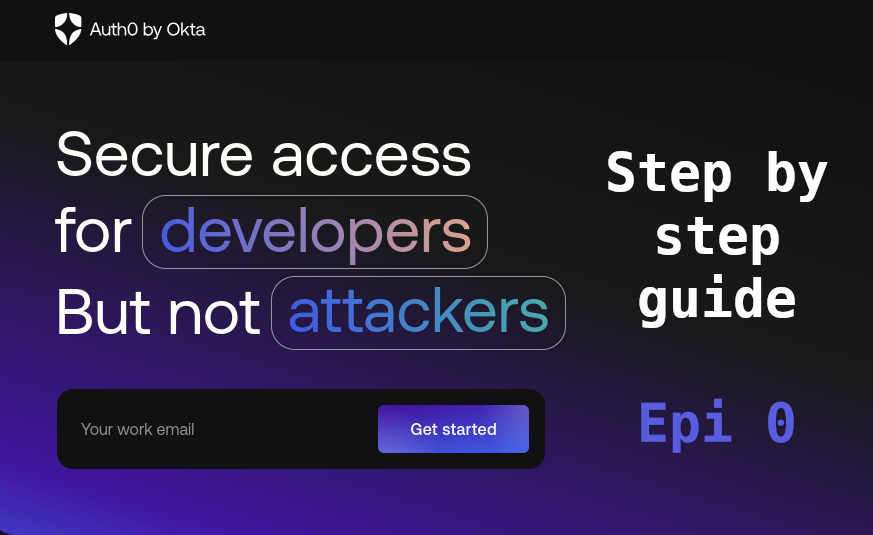 Auth0 by Okta
Secure access
for developers
But not attackers
Your work email
Get started
Step by
step
guide
Epi 0